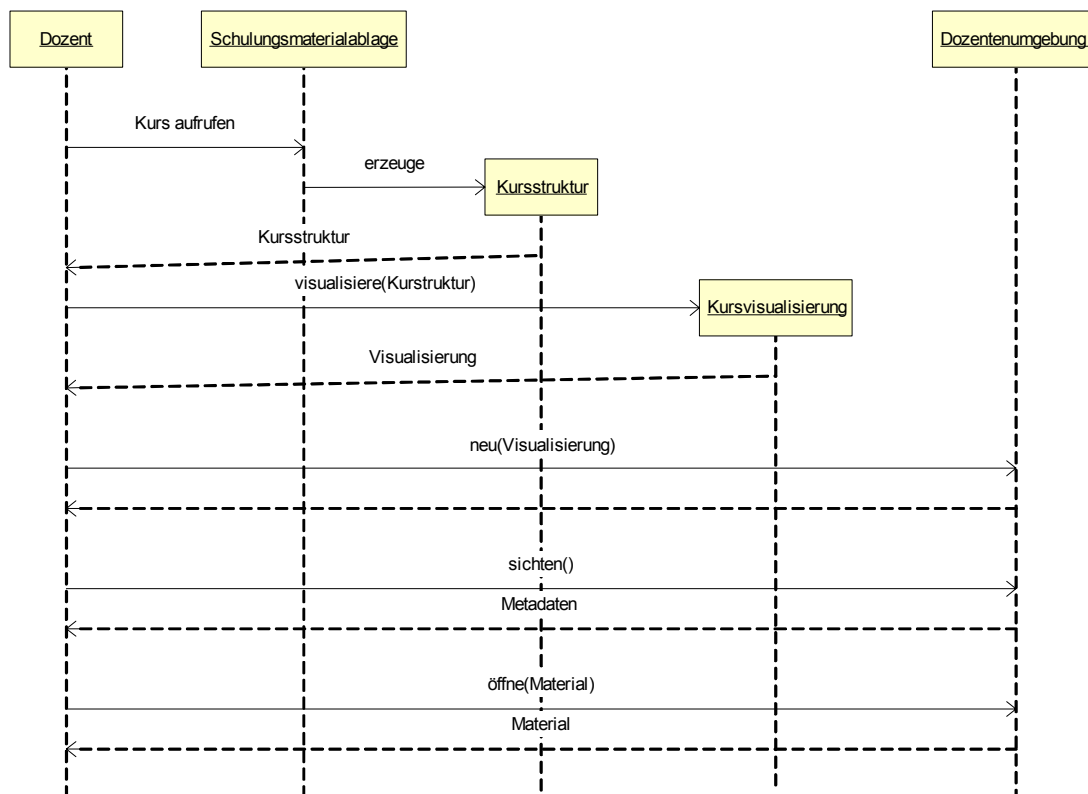 Dozent
Schulungsmaterialablage
Dozentenumgebung
Kurs aufrufen
erzeuge
Kursstruktur
Kursstruktur
visualisiere(Kurstruktur)
Kursvisualisierung
Visualisierung
neu(Visualisierung)
sichten()
Metadaten
öffne(Material)
Material